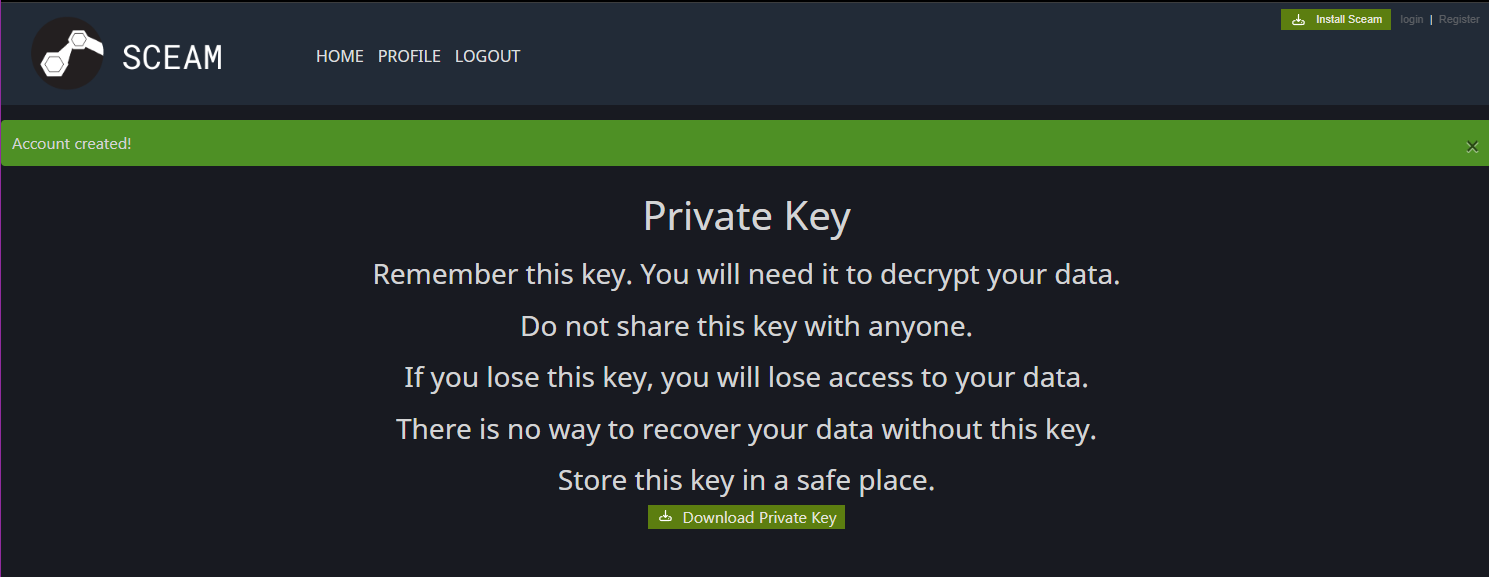 Install Sceam login | Register
SCEAM HOME PROFILE LOGOUT
Account created! ×
Private Key
Remember this key. You will need it to decrypt your data.
Do not share this key with anyone.
If you lose this key, you will lose access to your data.
There is no way to recover your data without this key.
Store this key in a safe place.
Download Private Key